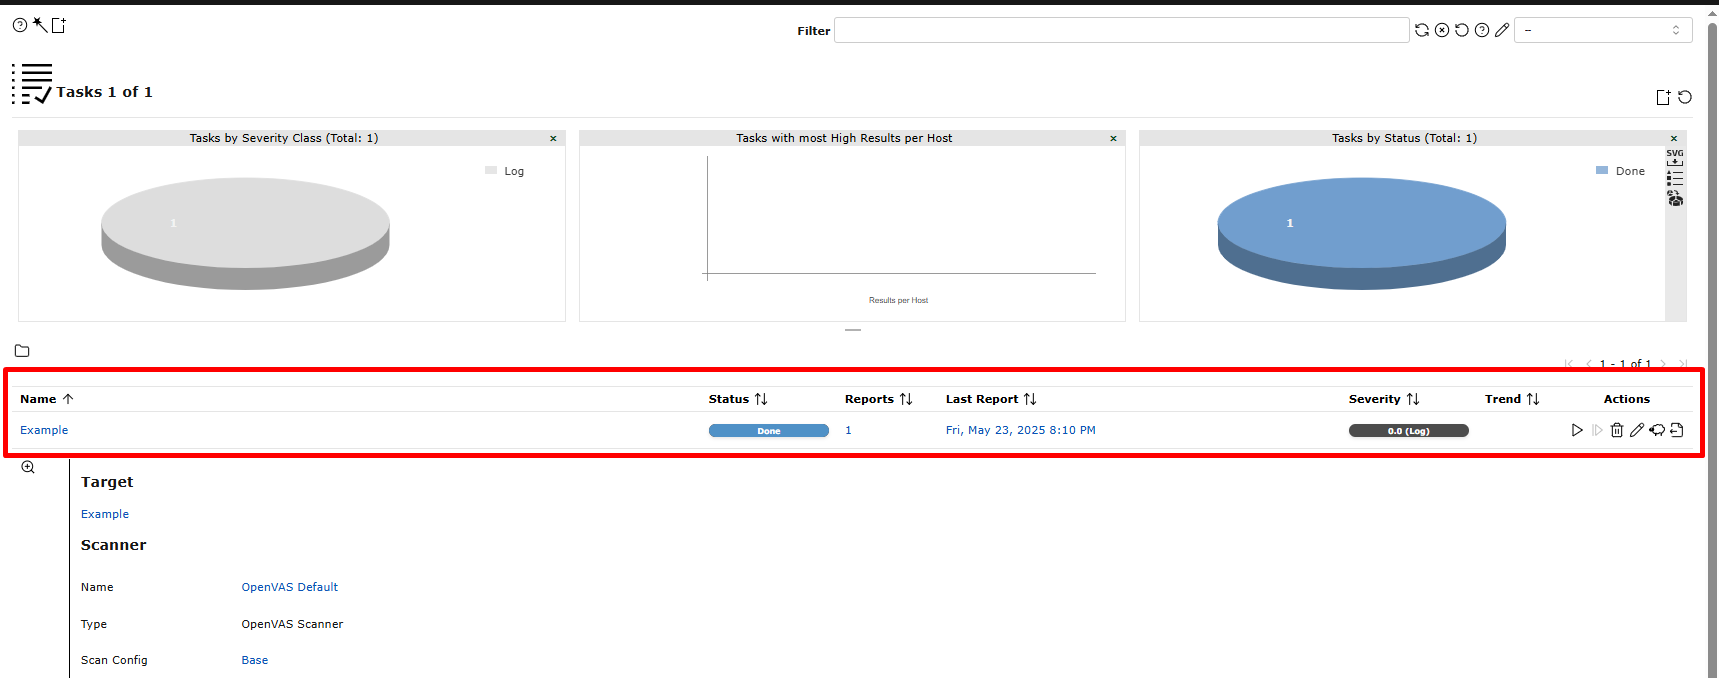 Filter
--
Tasks 1 of 1
Tasks by Severity Class (Total: 1)
Log
1
Tasks with most High Results per Host
Results per Host
Tasks by Status (Total: 1)
SVG
Done
1
1 - 1 of 1
Name Status Reports Last Report Severity Trend Actions
Example Done 1 Fri, May 23, 2025 8:10 PM 0.0 (Log)
Target
Example
Scanner
Name OpenVAS Default
Type OpenVAS Scanner
Scan Config Base